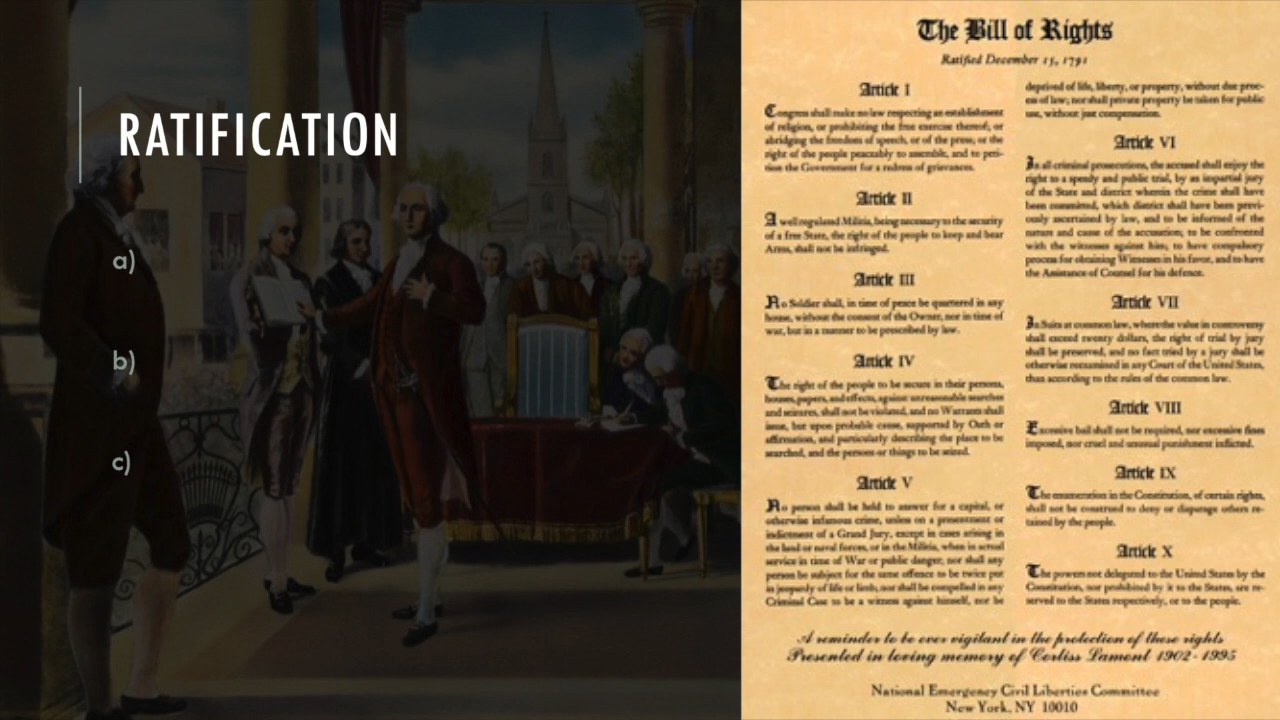 RATIFICATION
a)
b)
c)
The Bill of Rights
Ratified December 15, 1791
Article I
Congress shall make no law respecting an establishment
of religion, or prohibiting the free exercise thereof; or
abridging the freedom of speech, or of the press; or the
right of the people peaceably to assemble, and to peti-
tion the Government for a redress of grievances.
Article II
A well regulated Militia, being necessary to the security
of a free State, the right of the people to keep and bear
Arms, shall not be infringed.
Article III
No Soldier shall, in time of peace be quartered in any
house, without the consent of the Owner, nor in time of
war, but in a manner to be prescribed by law.
Article IV
The right of the people to be secure in their persons,
houses, papers, and effects, against unreasonable searches
and seizures, shall not be violated, and no Warrants shall
issue, but upon probable cause, supported by Oath or
affirmation, and particularly describing the place to be
searched, and the persons or things to be seized.
Article V
No person shall be held to answer for a capital, or
otherwise infamous crime, unless on a presentment or
indictment of a Grand Jury, except in cases arising in
the land or naval forces, or in the Militia, when in actual
service in time of War or public danger; nor shall any
person be subject for the same offence to be twice put
in jeopardy of life or limb, nor shall be compelled in any
Criminal Case to be a witness against himself, nor be
deprived of life, liberty, or property, without due proc-
ess of law; nor shall private property be taken for public
use, without just compensation.
Article VI
In all criminal prosecutions, the accused shall enjoy the
right to a speedy and public trial, by an impartial jury
of the State and district wherein the crime shall have
been committed, which district shall have been previ-
ously ascertained by law, and to be informed of the
nature and cause of the accusation; to be confronted
with the witnesses against him; to have compulsory
process for obtaining Witnesses in his favor, and to have
the Assistance of Counsel for his defence.
Article VII
In Suits at common law, where the value in controversy
shall exceed twenty dollars, the right of trial by jury
shall be preserved, and no fact tried by a jury shall be
otherwise reexamined in any Court of the United States,
than according to the rules of the common law.
Article VIII
Excessive bail shall not be required, nor excessive fines
imposed, nor cruel and unusual punishment inflicted.
Article IX
The enumeration in the Constitution, of certain rights,
shall not be construed to deny or disparage others re-
tained by the people.
Article X
The powers not delegated to the United States by the
Constitution, nor prohibited by it to the States, are re-
served to the States respectively, or to the people.
A reminder to be ever vigilant in the protection of these rights
Presented in loving memory of Corliss Lamont 1902-1995
National Emergency Civil Liberties Committee
New York, NY 10010